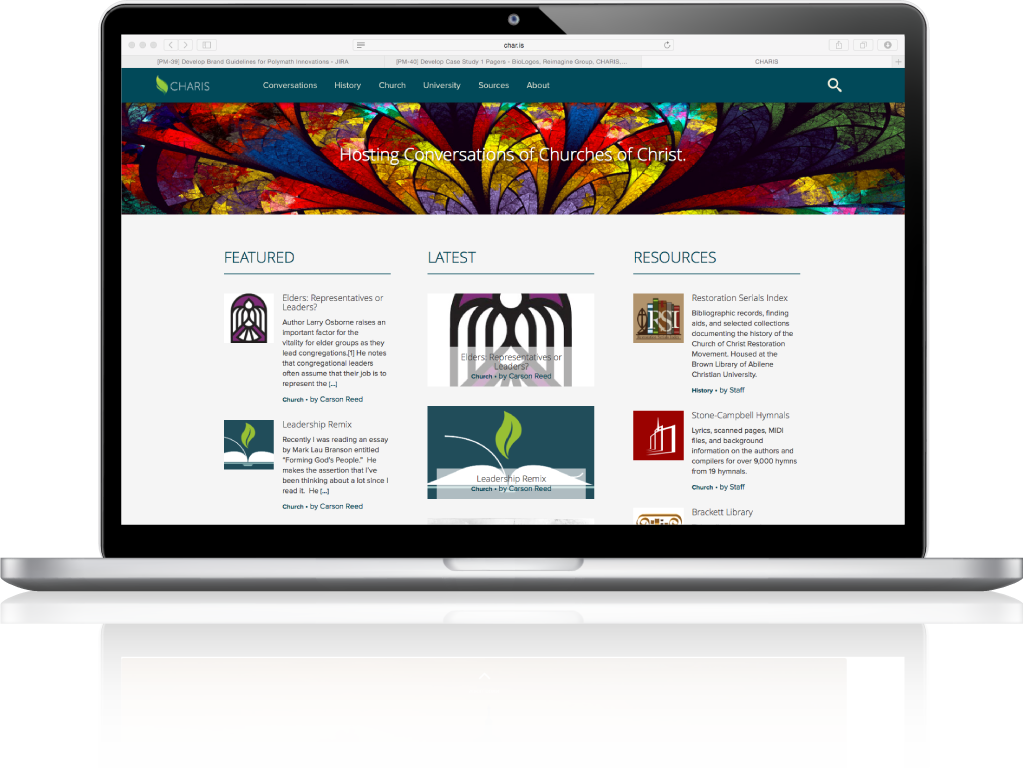 char.is
[PM-39] Develop Brand Guidelines for Polymath Innovations - JIRA
[PM-40] Develop Case Study 1 Pagers - BioLogos, Reimagine Group, CHARIS,...
CHARIS
CHARIS
Conversations
History
Church
University
Sources
About
Hosting Conversations of Churches of Christ.
FEATURED
Elders: Representatives or
Leaders?
Author Larry Osborne raises an
important factor for the
vitality for elder groups as they
lead congregations.[1] He notes
that congregational leaders
often assume that their job is to
represent the [...]
Church • by Carson Reed
Leadership Remix
Recently I was reading an essay
by Mark Lau Branson entitled
"Forming God's People." He
makes the assertion that I've
been thinking about a lot since I
read it. He [...]
Church • by Carson Reed
LATEST
Elders: Representatives or
Leaders?
Church • by Carson Reed
Leadership Remix
Church • by Carson Reed
RESOURCES
RSI
Restoration Serials Index
Bibliographic records, finding
aids, and selected collections
documenting the history of the
Church of Christ Restoration
Movement. Housed at the
Brown Library of Abilene
Christian University.
History • by Staff
Stone-Campbell Hymnals
Lyrics, scanned pages, MIDI
files, and background
information on the authors and
compilers for over 9,000 hymns
from 19 hymnals.
Church • by Staff
Brackett Library